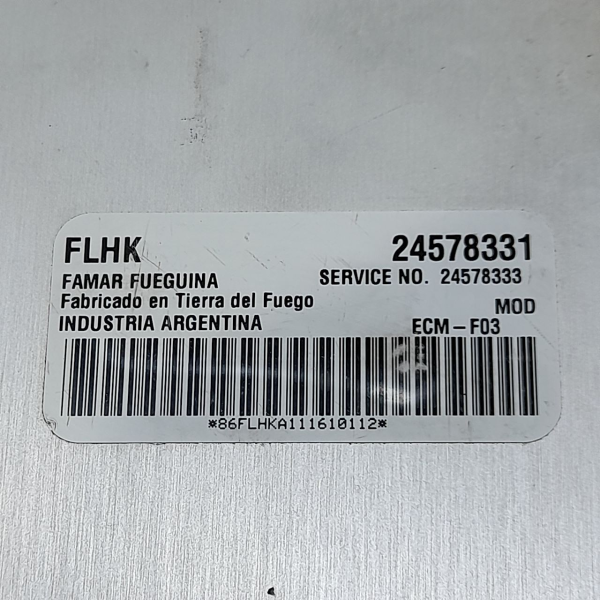 FLHK 24578331
FAMAR FUEGUINA SERVICE NO. 24578333
Fabricado en Tierra del Fuego MOD
INDUSTRIA ARGENTINA ECM-F03
*86FLHKA111610112*